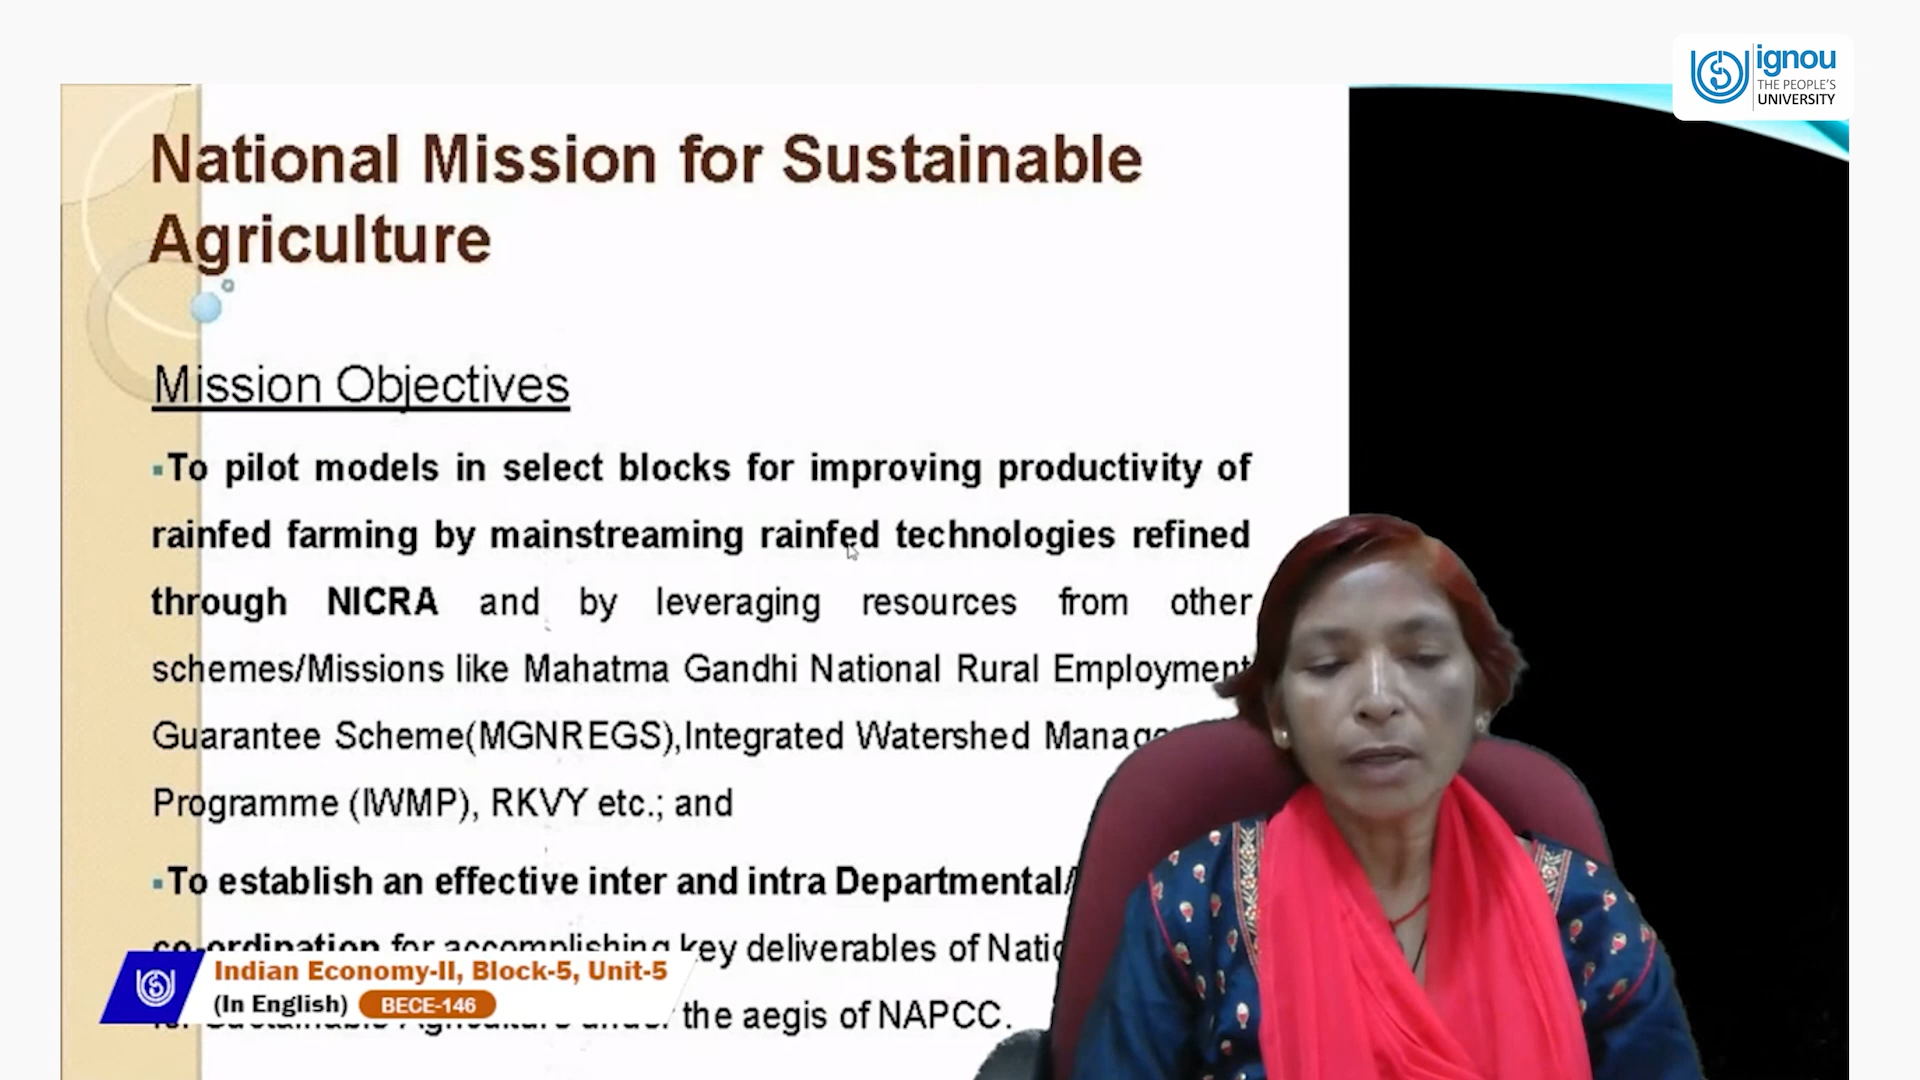 ignou
THE PEOPLE'S
UNIVERSITY
National Mission for Sustainable
Agriculture
Mission Objectives
▪To pilot models in select blocks for improving productivity of
rainfed farming by mainstreaming rainfed technologies refined
through NICRA and by leveraging resources from other
schemes/Missions like Mahatma Gandhi National Rural Employment
Guarantee Scheme(MGNREGS),Integrated Watershed
Programme (IWMP), RKVY etc.; and
▪To establish an effective inter and intra Departmental/
co-ordination for accomplishing key deliverables of
the aegis of NAPCC.
Indian Economy-II, Block-5, Unit-5
(In English) BECE-146